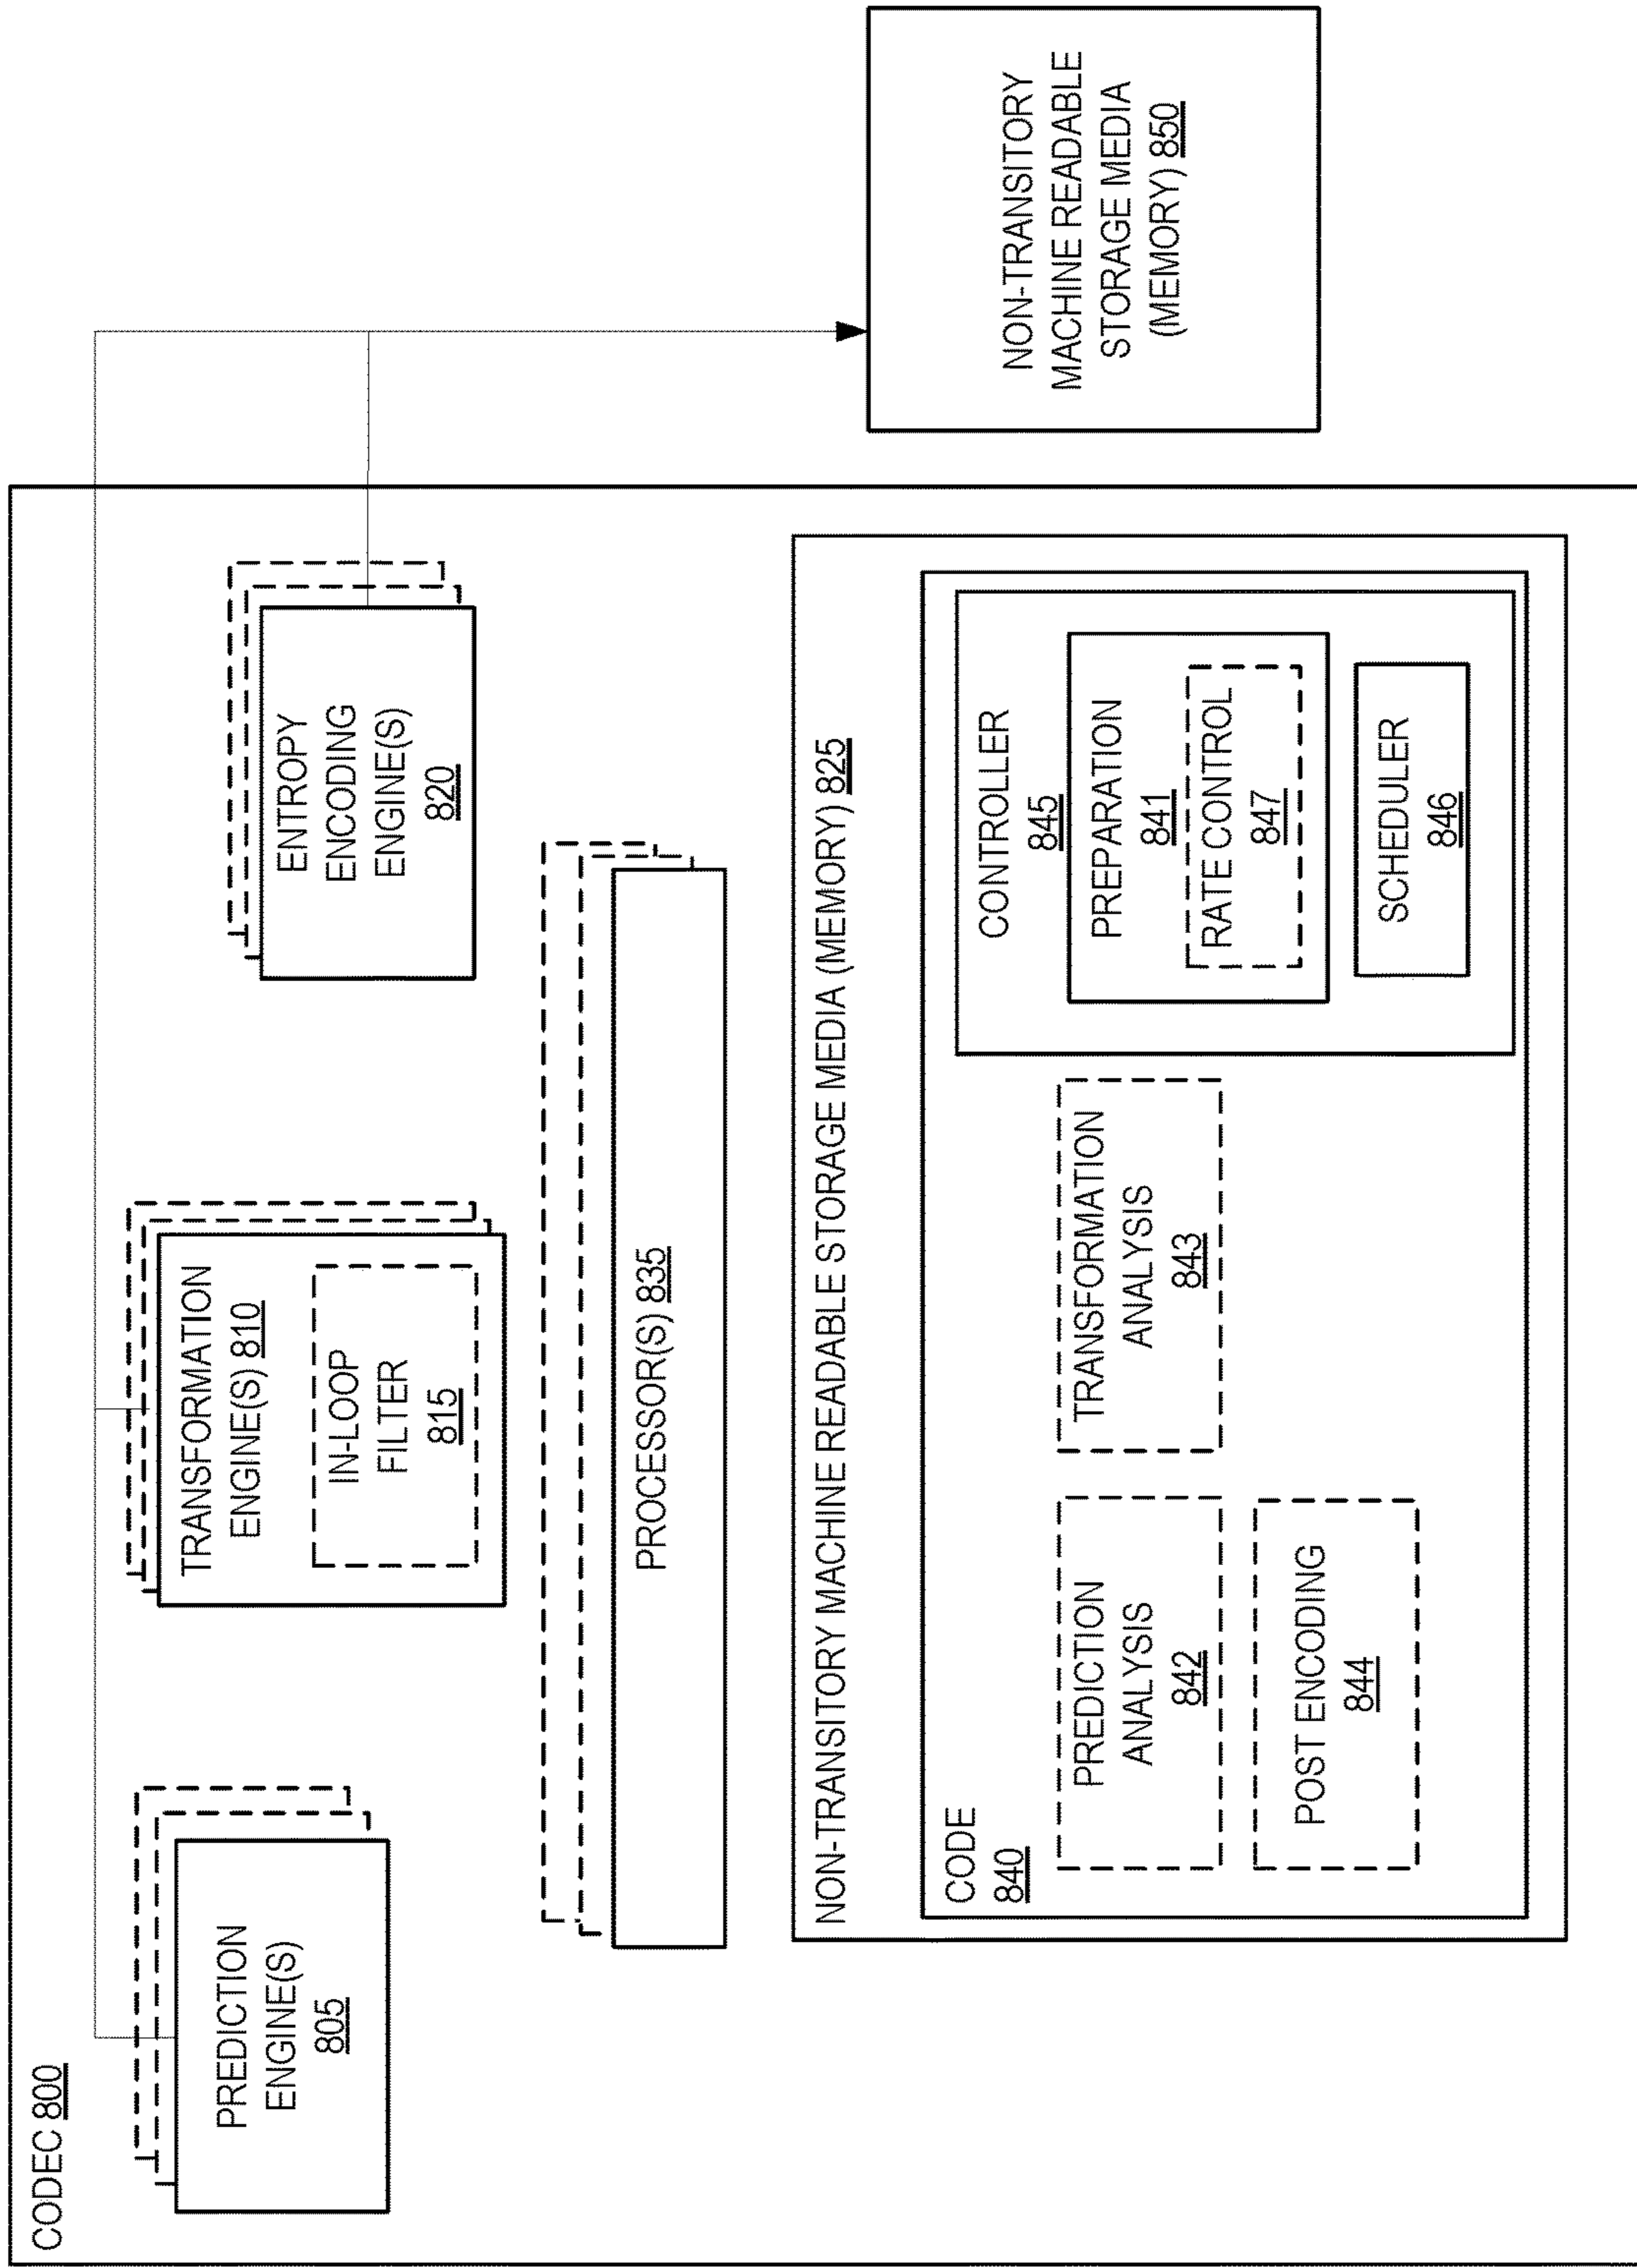 CODEC 800
PREDICTION
ENGINE(S)
805
TRANSFORMATION
ENGINE(S) 810
IN-LOOP
FILTER
815
ENTROPY
ENCODING
ENGINE(S)
820
PROCESSOR(S) 835
NON-TRANSITORY MACHINE READABLE STORAGE MEDIA (MEMORY) 825
CODE
840
PREDICTION
ANALYSIS
842
TRANSFORMATION
ANALYSIS
843
POST ENCODING
844
CONTROLLER
845
PREPARATION
841
RATE CONTROL
847
SCHEDULER
846
NON-TRANSITORY
MACHINE READABLE
STORAGE MEDIA
(MEMORY) 850